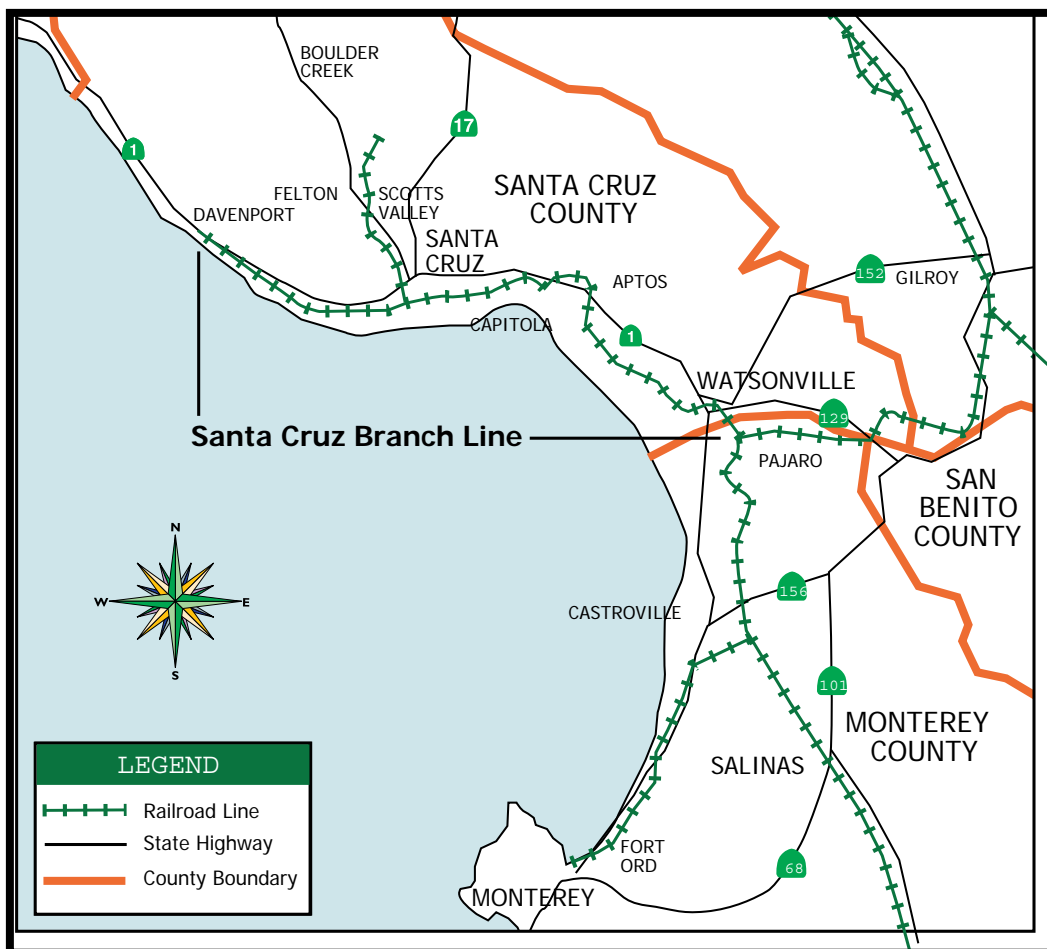 BOULDER
CREEK
17
1
FELTON
SCOTTS
VALLEY
SANTA CRUZ
COUNTY
DAVENPORT
SANTA
CRUZ
152
GILROY
APTOS
CAPITOLA
1
WATSONVILLE
129
Santa Cruz Branch Line
PAJARO
SAN
BENITO
COUNTY
N
W
E
S
156
CASTROVILLE
101
MONTEREY
COUNTY
SALINAS
LEGEND
Railroad Line
State Highway
County Boundary
FORT
ORD
68
MONTEREY